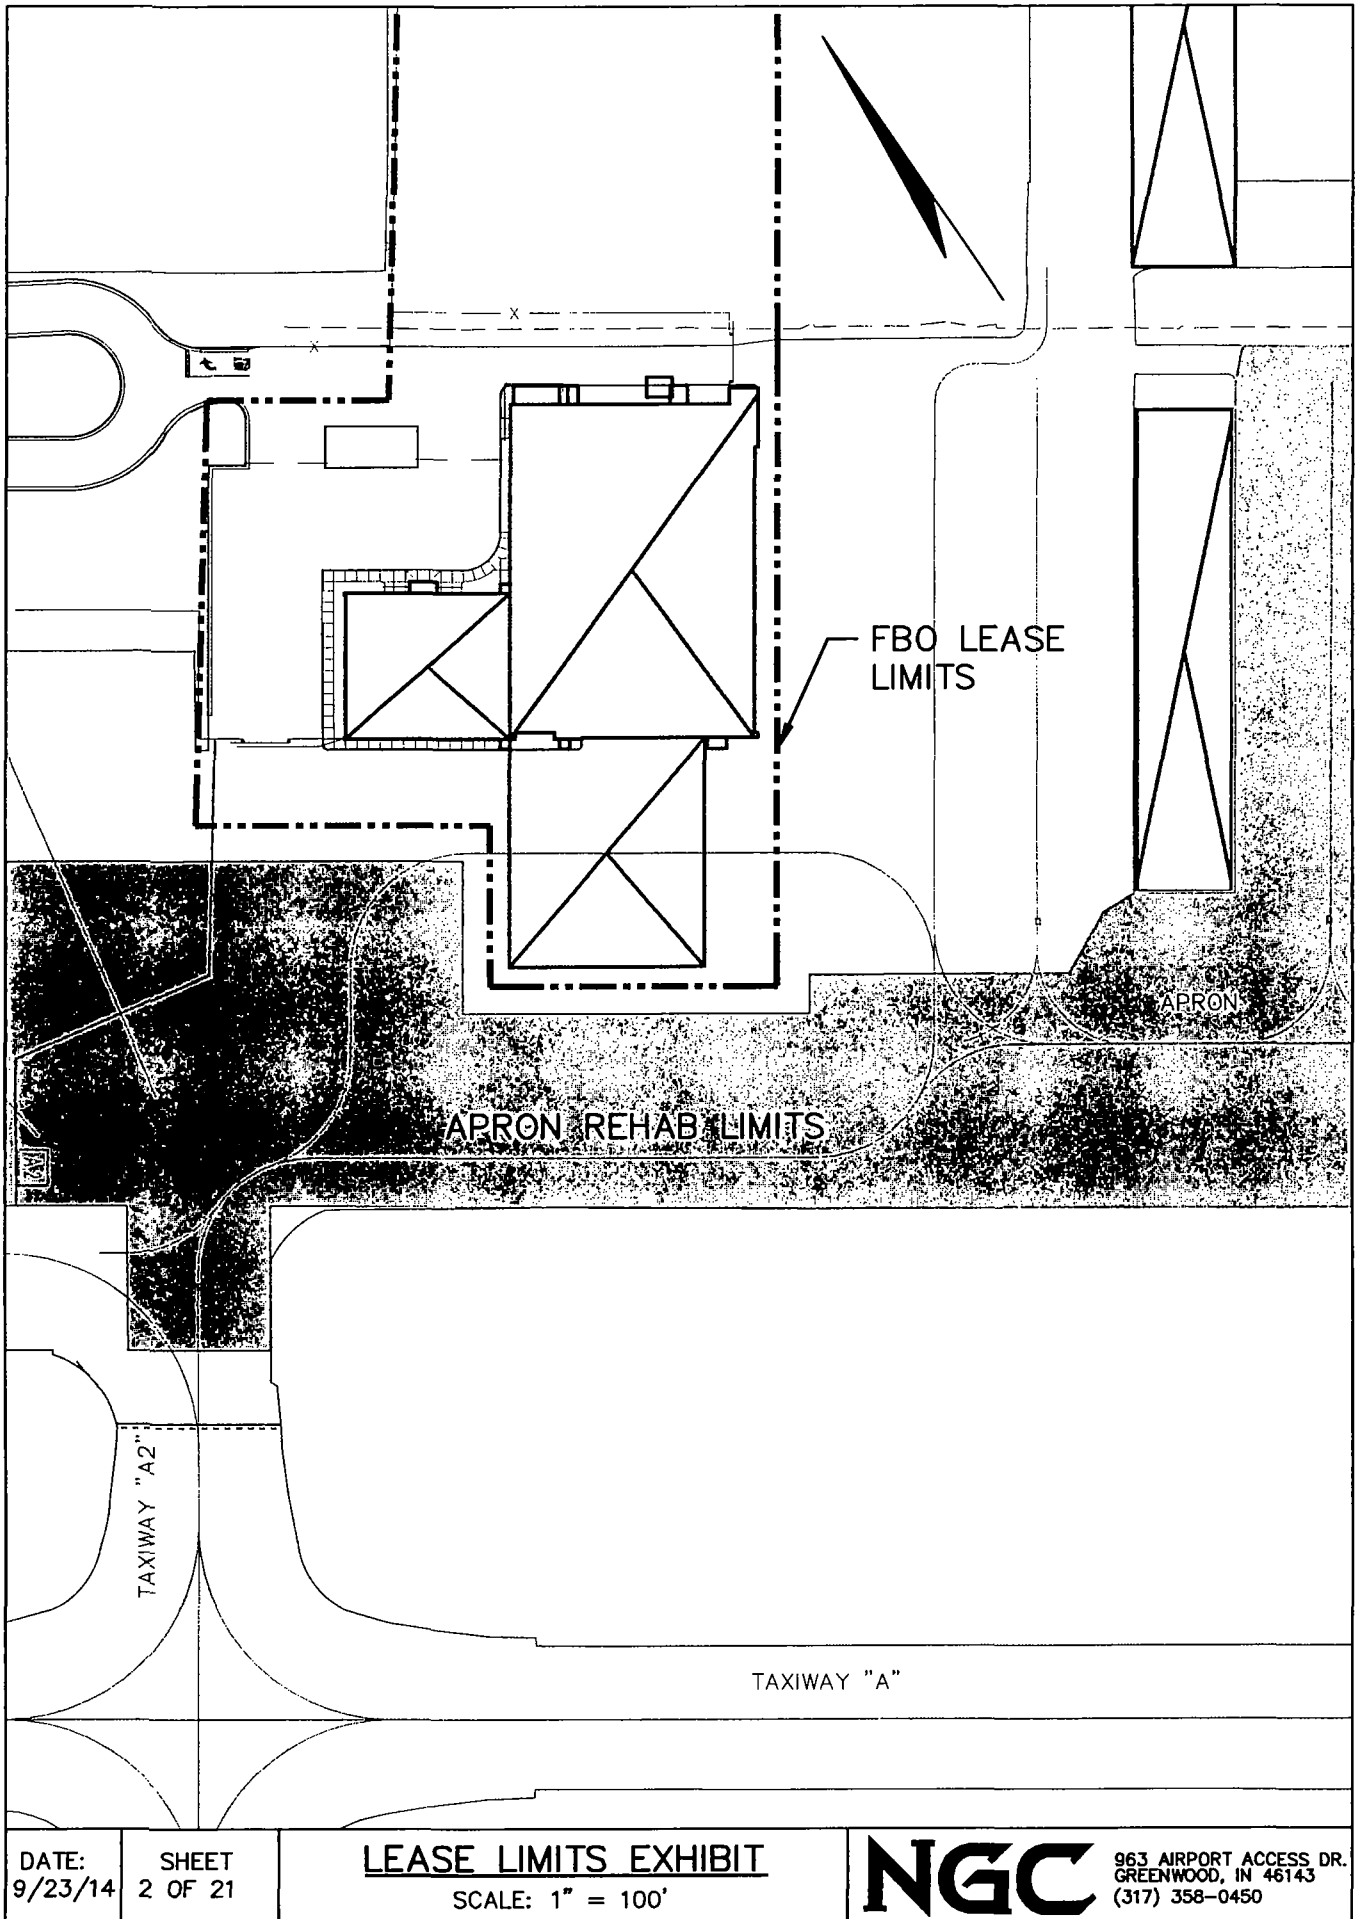 X
X
FBO LEASE
LIMITS
APRON
APRON REHAB LIMITS
TAXIWAY "A2"
TAXIWAY "A"
DATE:
9/23/14
SHEET
2 OF 21
LEASE LIMITS EXHIBIT
SCALE: 1" = 100'
NGC
963 AIRPORT ACCESS DR.
GREENWOOD, IN 46143
(317) 358-0450